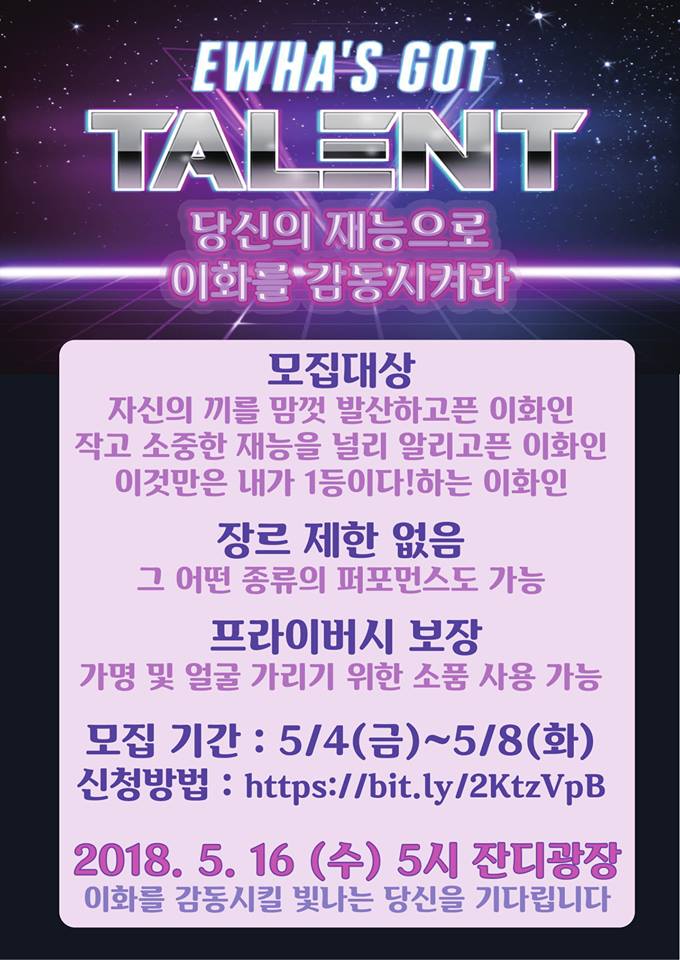 EWHA'S GOT
TALENT
당신의 재능으로
이화를 감동시켜라
모집대상
자신의 끼를 맘껏 발산하고픈 이화인
작고 소중한 재능을 널리 알리고픈 이화인
이것만은 내가 1등이다!하는 이화인
장르 제한 없음
그 어떤 종류의 퍼포먼스도 가능
프라이버시 보장
가명 및 얼굴 가리기 위한 소품 사용 가능
모집 기간 : 5/4(금)~5/8(화)
신청방법 : https://bit.ly/2KtzVpB
2018. 5. 16 (수) 5시 잔디광장
이화를 감동시킬 빛나는 당신을 기다립니다